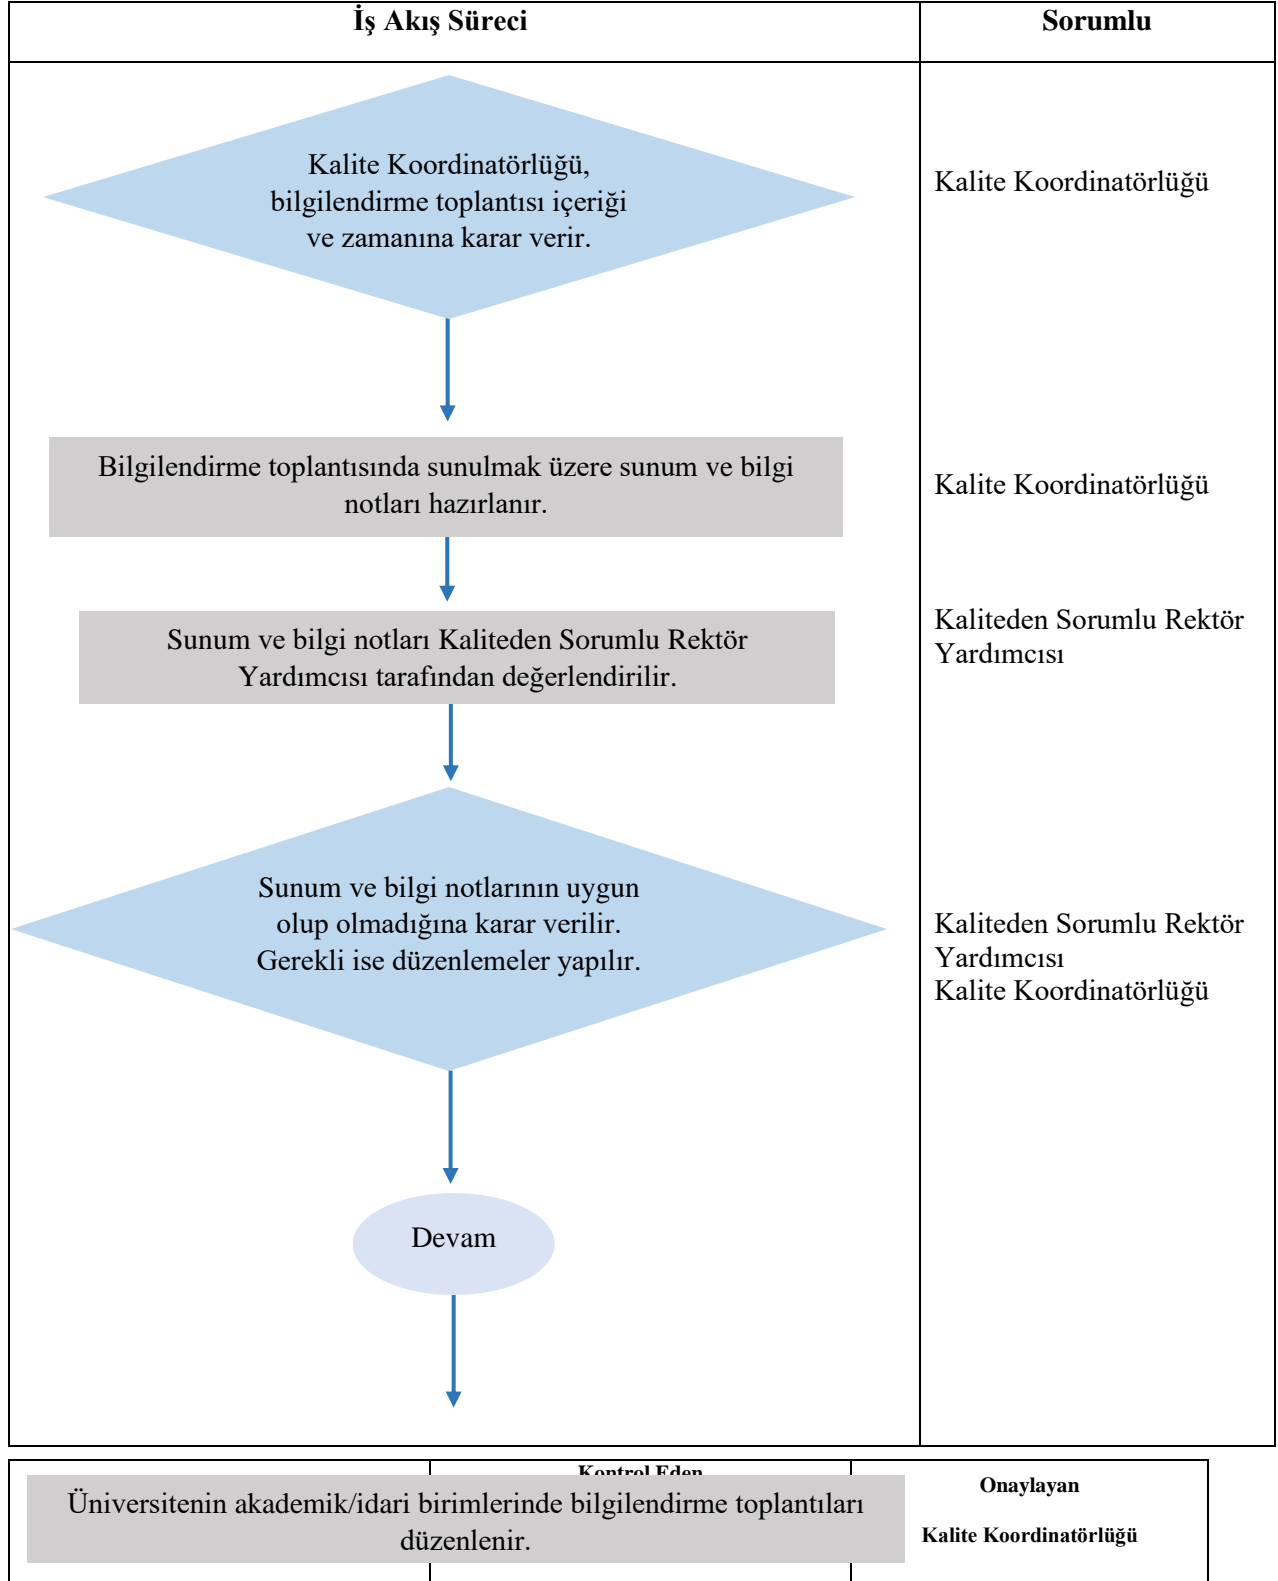 İş Akış Süreci
Sorumlu
Kalite Koordinatörlüğü,
bilgilendirme toplantısı içeriği
ve zamanına karar verir.
Kalite Koordinatörlüğü
Bilgilendirme toplantısında sunulmak üzere sunum ve bilgi
notları hazırlanır.
Kalite Koordinatörlüğü
Sunum ve bilgi notları Kaliteden Sorumlu Rektör
Yardımcısı tarafından değerlendirilir.
Kaliteden Sorumlu Rektör
Yardımcısı
Sunum ve bilgi notlarının uygun
olup olmadığına karar verilir.
Gerekli ise düzenlemeler yapılır.
Kaliteden Sorumlu Rektör
Yardımcısı
Kalite Koordinatörlüğü
Devam
Kontrol Eden
Üniversitenin akademik/idari birimlerinde bilgilendirme toplantıları
düzenlenir.
Onaylayan
Kalite Koordinatörlüğü